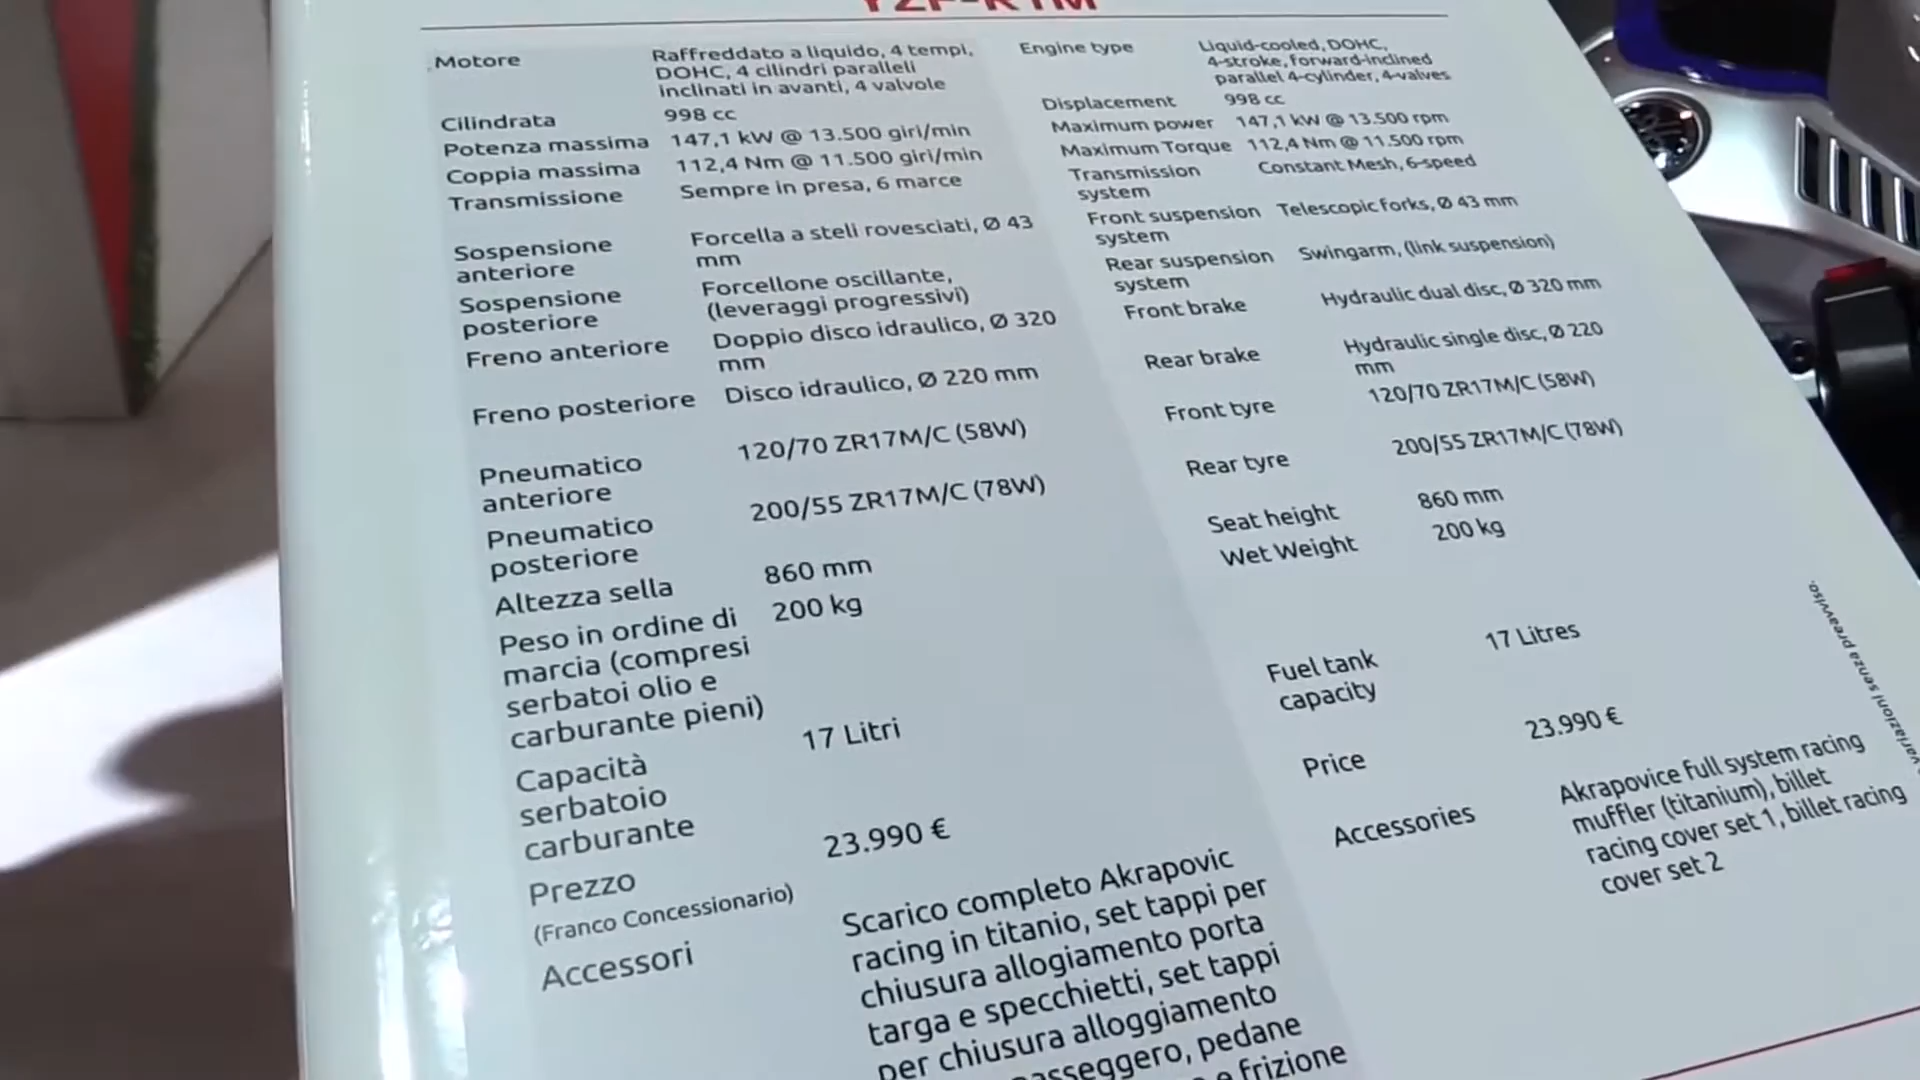 YZF-R1M
Motore
Raffreddato a liquido, 4 tempi,
DOHC, 4 cilindri paralleli
inclinati in avanti, 4 valvole
Cilindrata 998 cc
Potenza massima 147,1 kW @ 13.500 giri/min
Coppia massima 112,4 Nm @ 11.500 giri/min
Trasmissione Sempre in presa, 6 marce
Sospensione
anteriore
Forcella a steli rovesciati, Ø 43
mm
Sospensione
posteriore
Forcellone oscillante,
(leveraggi progressivi)
Freno anteriore
Doppio disco idraulico, Ø 320
mm
Freno posteriore Disco idraulico, Ø 220 mm
Pneumatico
anteriore
120/70 ZR17M/C (58W)
Pneumatico
posteriore
200/55 ZR17M/C (78W)
Altezza sella 860 mm
Peso in ordine di
marcia (compresi
serbatoi olio e
carburante pieni)
200 kg
Capacità
serbatoio
carburante
17 Litri
Prezzo
(Franco Concessionario)
23.990 €
Accessori
Scarico completo Akrapovic
racing in titanio, set tappi per
chiusura allogiamento porta
targa e specchietti, set tappi
per chiusura alloggiamento
passeggero, pedane
e frizione
Engine type
Liquid-cooled, DOHC,
4-stroke, forward-inclined
parallel 4-cylinder, 4-valves
Displacement 998 cc
Maximum power 147,1 kW @ 13.500 rpm
Maximum Torque 112,4 Nm @ 11.500 rpm
Transmission
system
Constant Mesh, 6-speed
Front suspension
system
Telescopic forks, Ø 43 mm
Rear suspension
system
Swingarm, (link suspension)
Front brake Hydraulic dual disc, Ø 320 mm
Rear brake
Hydraulic single disc, Ø 220
mm
Front tyre 120/70 ZR17M/C (58W)
Rear tyre 200/55 ZR17M/C (78W)
Seat height 860 mm
Wet Weight 200 kg
Fuel tank
capacity
17 Litres
Price 23.990 €
Accessories
Akrapovice full system racing
muffler (titanium), billet
racing cover set 1, billet racing
cover set 2
variazioni senza preavviso.